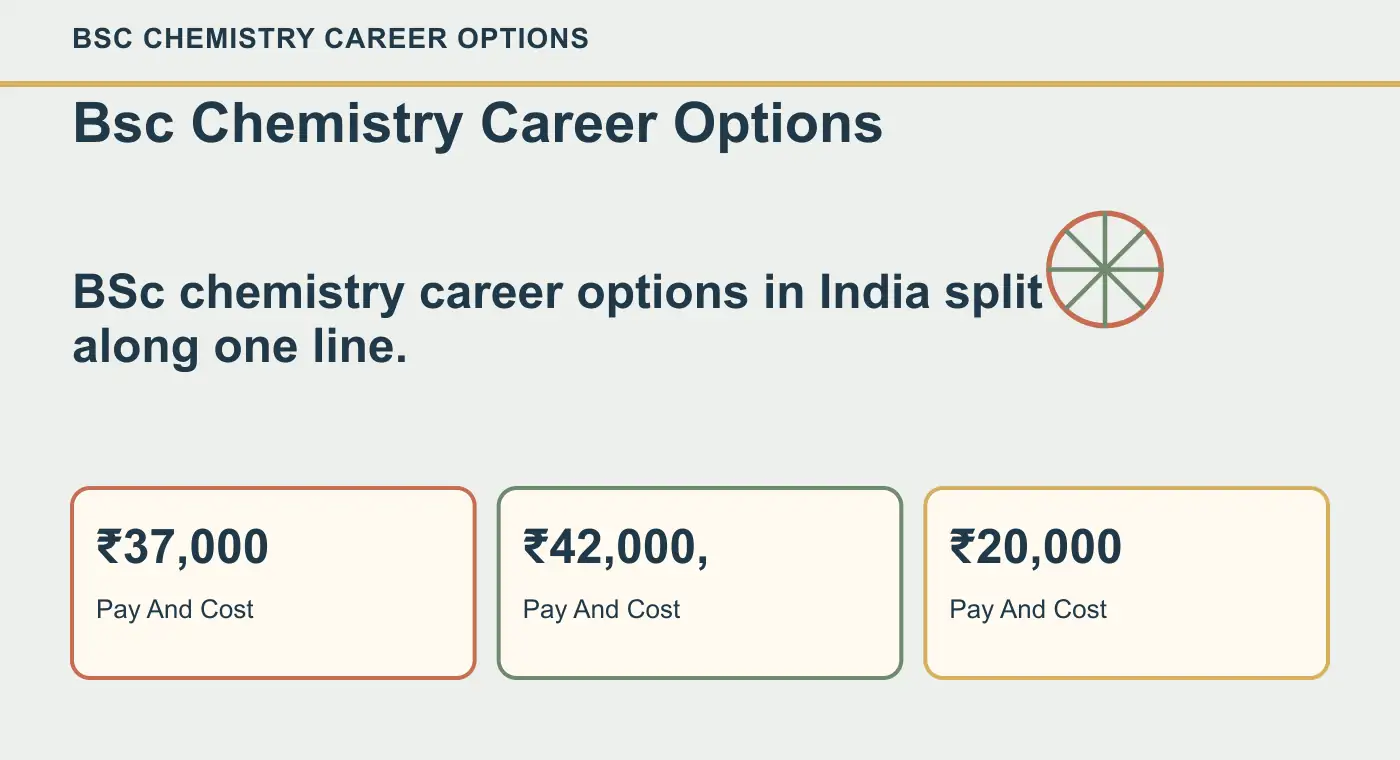 BSC CHEMISTRY CAREER OPTIONS
Bsc Chemistry Career Options
BSc chemistry career options in India split
along one line.
₹37,000
Pay And Cost
₹42,000,
Pay And Cost
₹20,000
Pay And Cost